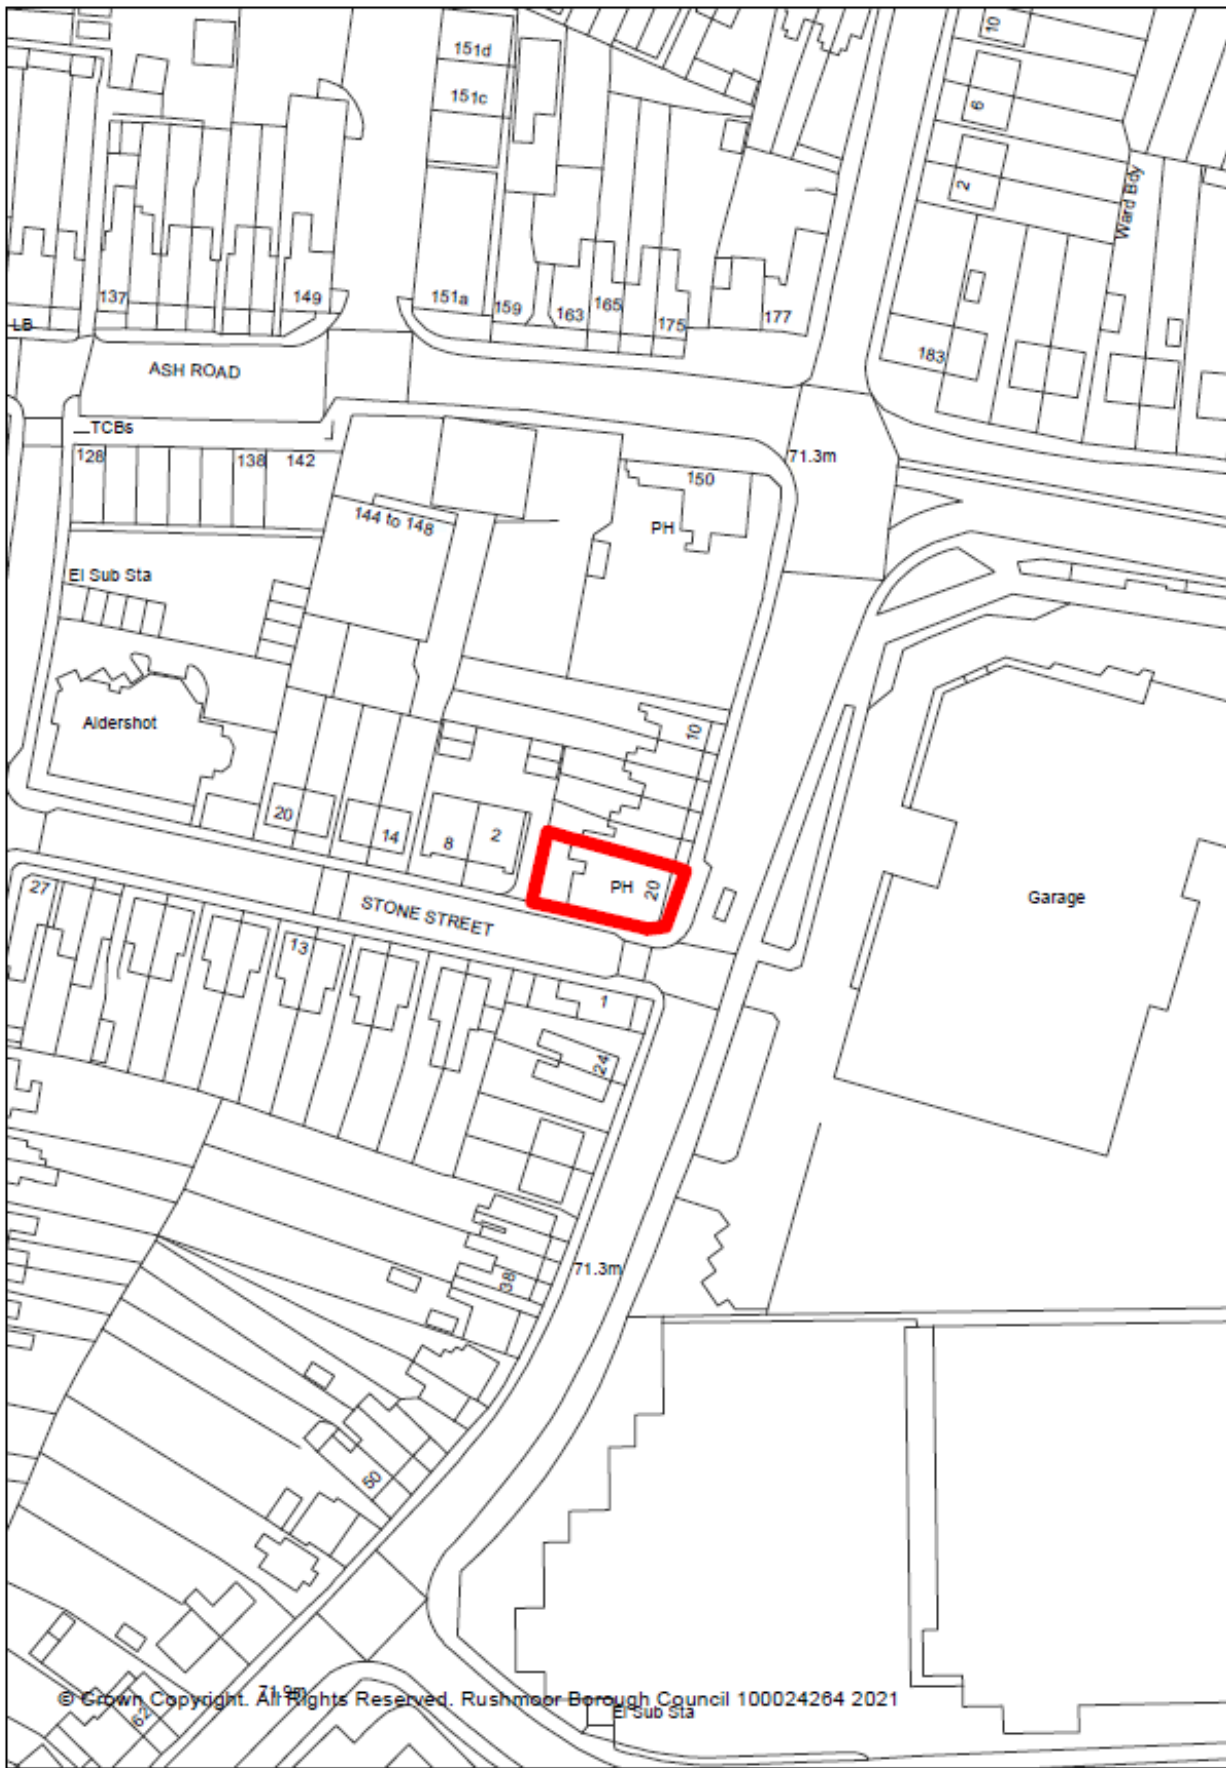 10
151d
151c
6
2
Ward Bdy
137
149
151a
159
163
165
175
177
LB
183
ASH ROAD
TCBs
128
138
142
71.3m
150
144 to 148
PH
El Sub Sta
Aldershot
10
20
14
8
2
PH
20
Garage
27
STONE STREET
13
1
24
71.3m
38
50
71.9m
© Crown Copyright. All Rights Reserved. Rushmoor Borough Council 100024264 2021
62
El Sub Sta